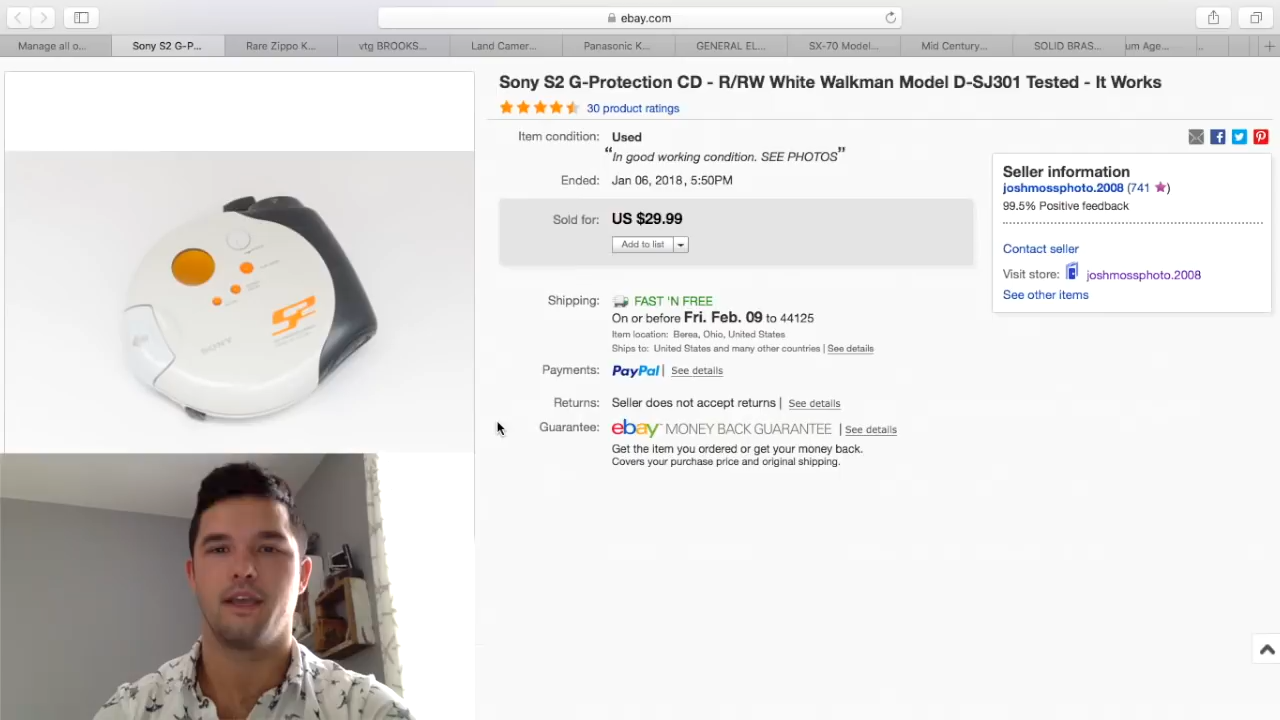 ebay.com
Manage all o...
Sony S2 G-P...
Rare Zippo K...
vtg BROOKS...
Land Camer...
Panasonic K...
GENERAL EL...
SX-70 Model...
Mid Century...
SOLID BRAS...
um Age...
Sony S2 G-Protection CD - R/RW White Walkman Model D-SJ301 Tested - It Works
30 product ratings
Item condition: Used
“In good working condition. SEE PHOTOS”
Ended: Jan 06, 2018 , 5:50PM
Sold for: US $29.99
Add to list
Shipping: FAST 'N FREE
On or before Fri. Feb. 09 to 44125
Item location: Berea, Ohio, United States
Ships to: United States and many other countries | See details
Payments: PayPal | See details
Returns: Seller does not accept returns | See details
Guarantee: ebay MONEY BACK GUARANTEE | See details
Get the item you ordered or get your money back.
Covers your purchase price and original shipping.
Seller information
joshmossphoto.2008 (741 ★)
99.5% Positive feedback
Contact seller
Visit store: joshmossphoto.2008
See other items
S2
SONY